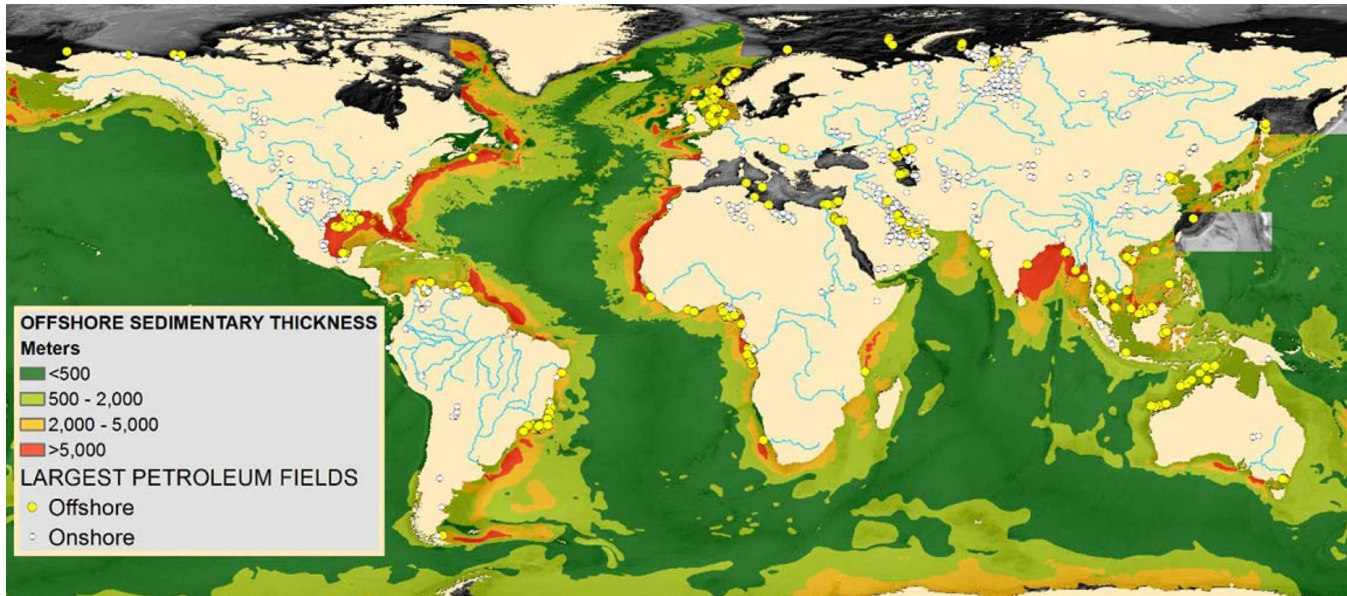 OFFSHORE SEDIMENTARY THICKNESS
Meters
<500
500 - 2,000
2,000 - 5,000
>5,000
LARGEST PETROLEUM FIELDS
Offshore
Onshore